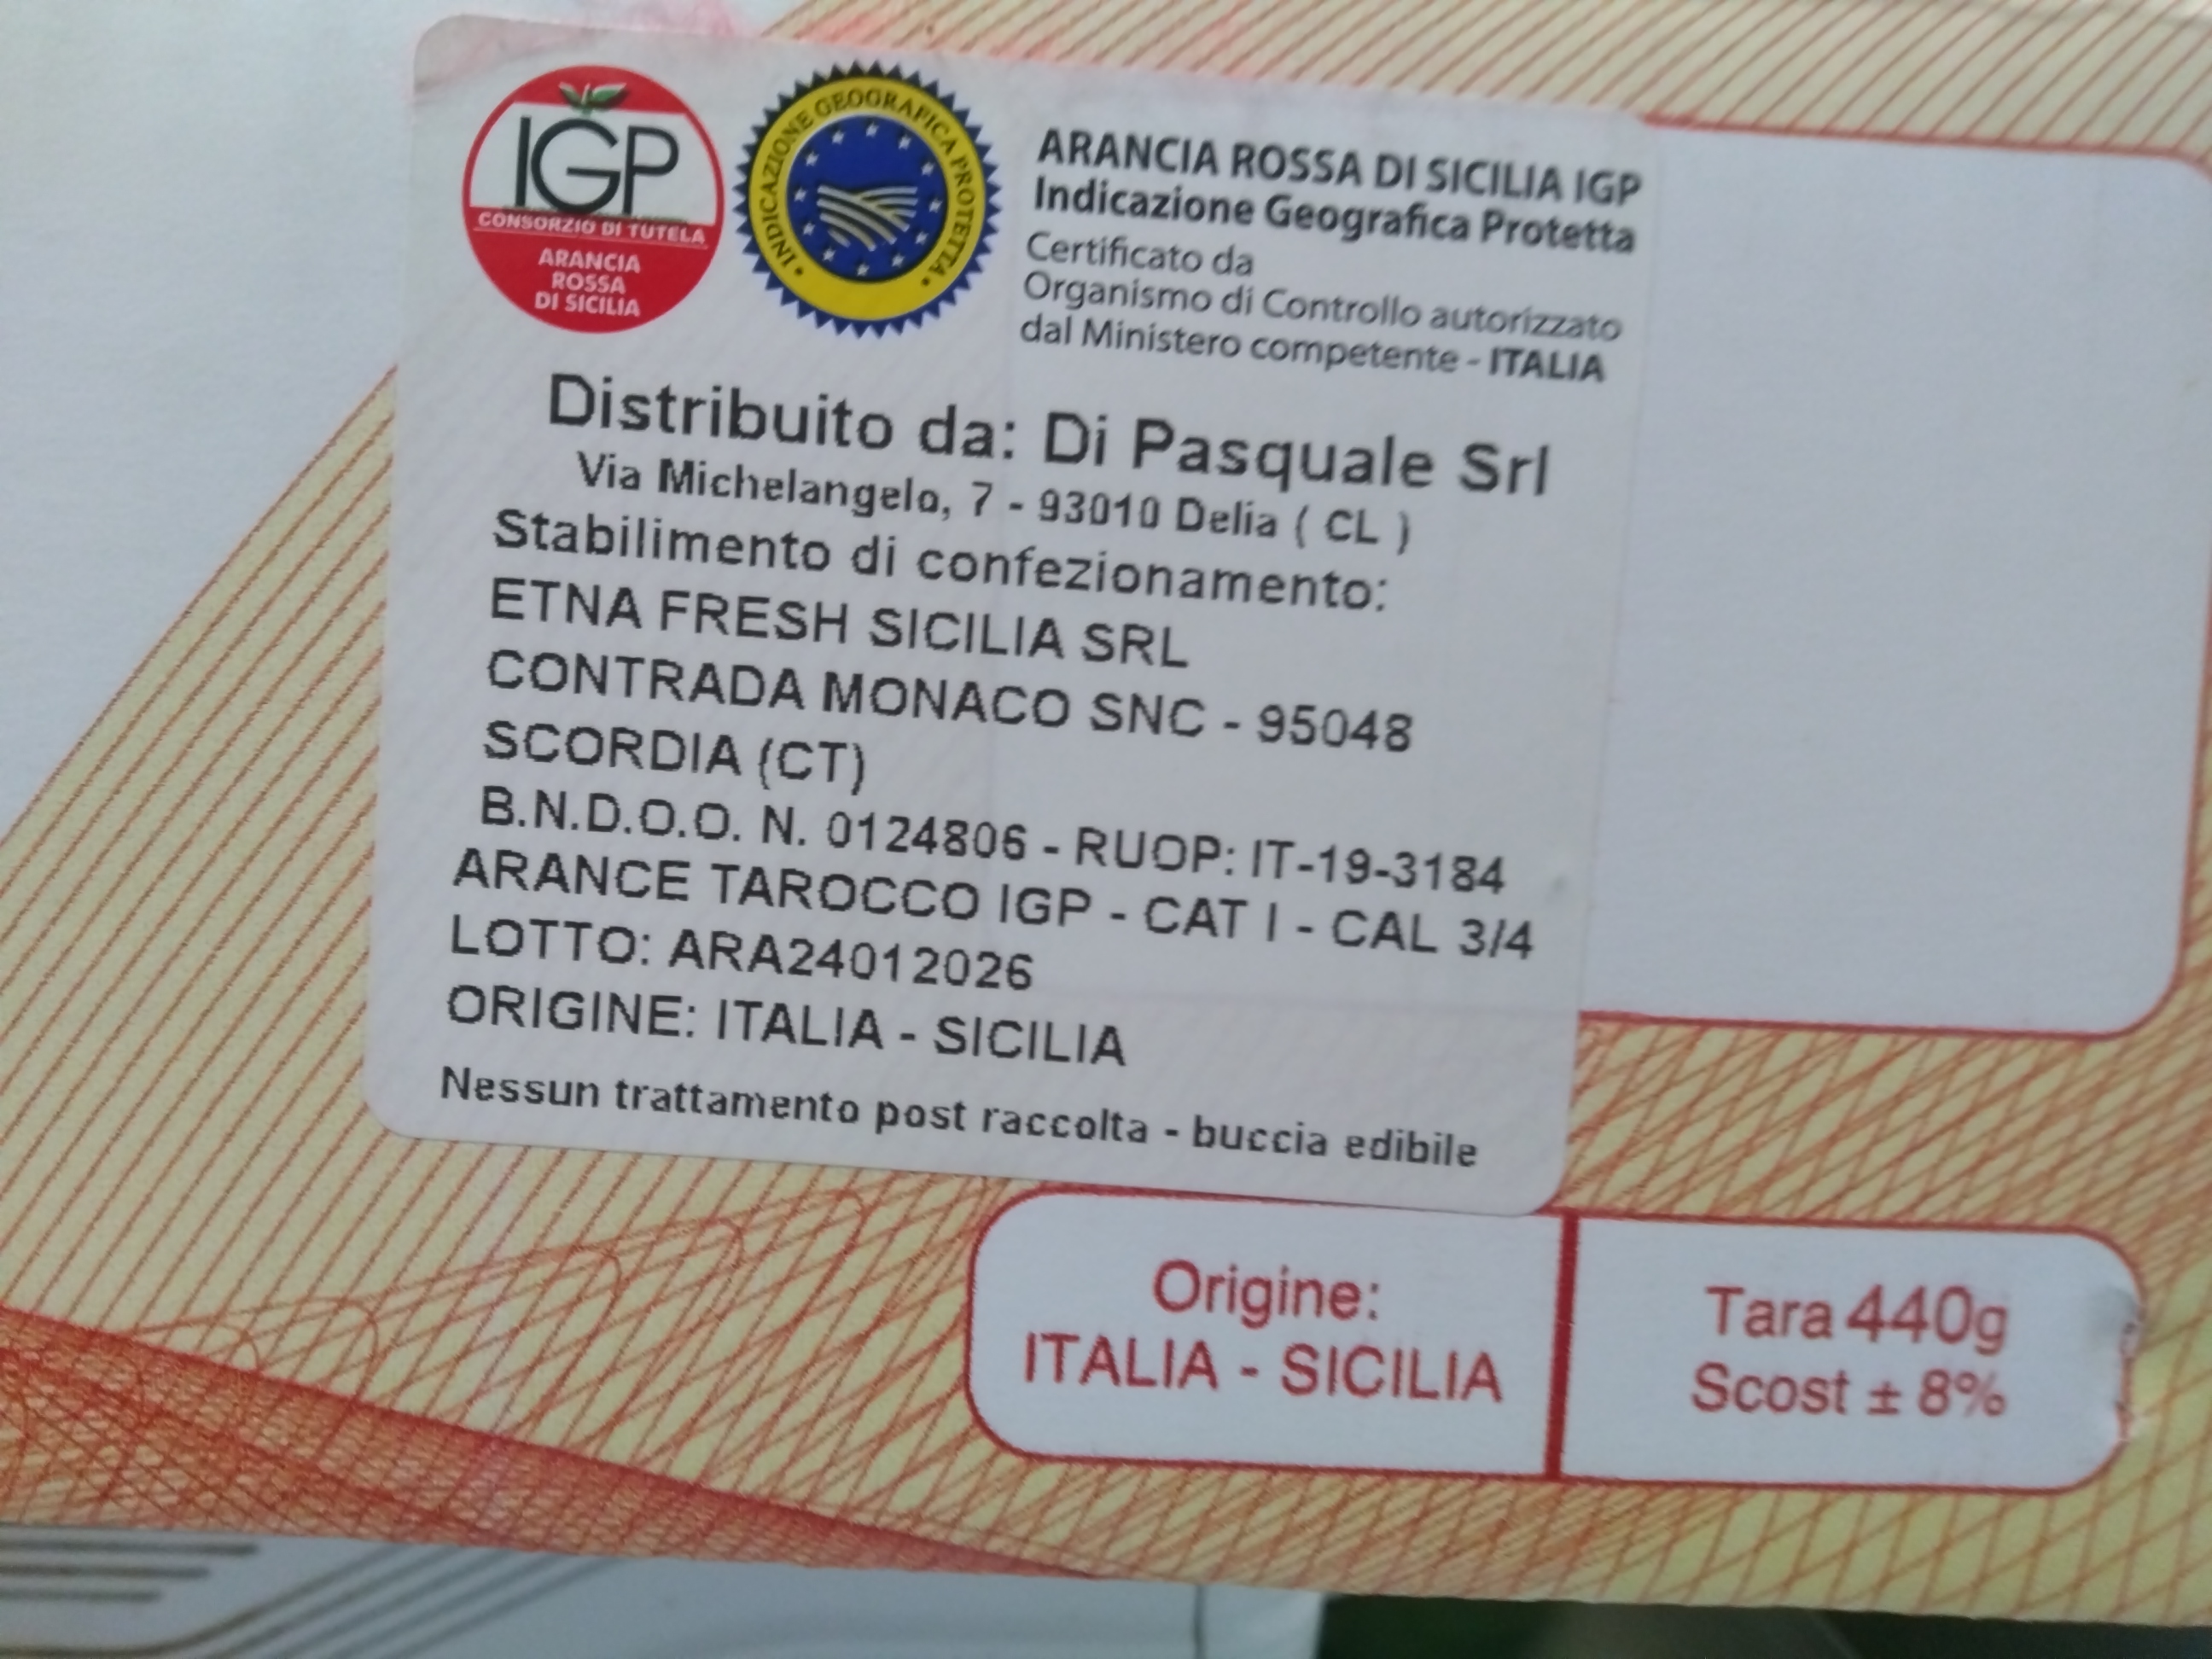 IGP
CONSORZIO DI TUTELA
ARANCIA
ROSSA
DI SICILIA
INDICAZIONE GEOGRAFICA PROTETTA
ARANCIA ROSSA DI SICILIA IGP
Indicazione Geografica Protetta
Certificato da
Organismo di Controllo autorizzato
dal Ministero competente - ITALIA
Distribuito da: Di Pasquale Srl
Via Michelangelo, 7 - 93010 Delia ( CL )
Stabilimento di confezionamento:
ETNA FRESH SICILIA SRL
CONTRADA MONACO SNC - 95048
SCORDIA (CT)
B.N.D.O.O. N. 0124806 - RUOP: IT-19-3184
ARANCE TAROCCO IGP - CAT I - CAL 3/4
LOTTO: ARA24012026
ORIGINE: ITALIA - SICILIA
Nessun trattamento post raccolta - buccia edibile
Origine:
ITALIA - SICILIA
Tara 440g
Scost ± 8%